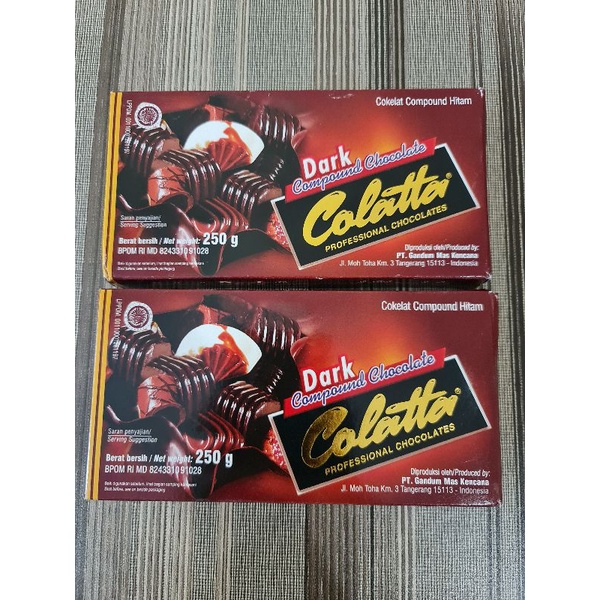 Cokelat Compound Hitam
Dark
Compound Chocolate
Colatta®
PROFESSIONAL CHOCOLATES
Saran penyajian/
Serving Suggestion
Berat bersih / Net weight: 250 g
BPOM RI MD 824331091028
Diproduksi oleh/Produced by:
PT. Gandum Mas Kencana
Jl. Moh Toha Km. 3 Tangerang 15113 - Indonesia
Cokelat Compound Hitam
Dark
Compound Chocolate
Colatta®
PROFESSIONAL CHOCOLATES
Saran penyajian/
Serving Suggestion
Berat bersih / Net weight: 250 g
BPOM RI MD 824331091028
Diproduksi oleh/Produced by:
PT. Gandum Mas Kencana
Jl. Moh Toha Km. 3 Tangerang 15113 - Indonesia